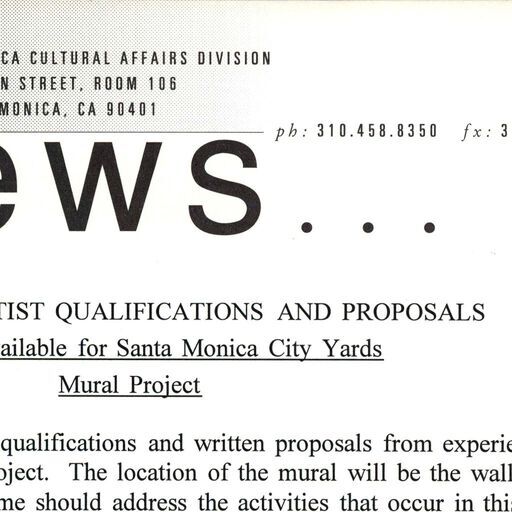 CA CULTURAL AFFAIRS DIVISION
N STREET, ROOM 106
MONICA, CA 90401
ph: 310.458.8350 fx: 3
ews...
TIST QUALIFICATIONS AND PROPOSALS
ailable for Santa Monica City Yards
Mural Project
qualifications and written proposals from experie
oject. The location of the mural will be the wall
me should address the activities that occur in this